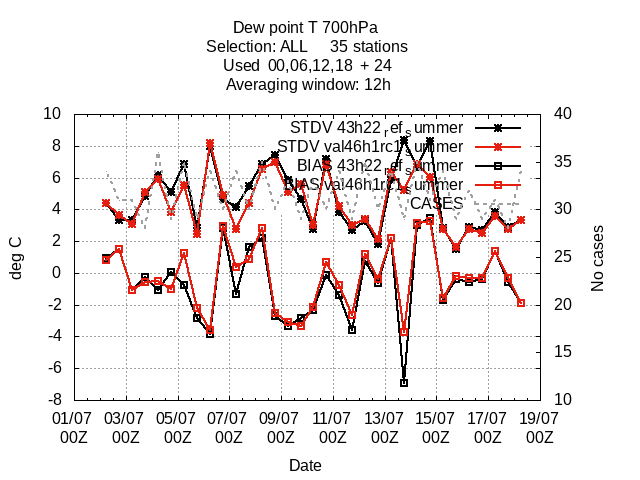 Dew point T 700hPa
Selection: ALL 35 stations
Used 00,06,12,18 + 24
Averaging window: 12h
10
8
6
4
2
0
-2
-4
-6
-8
deg C
40
35
30
25
20
15
10
No cases
STDV 43h22_ref_summer
STDV val46h1rc1_summer
BIAS 43h22_ref_summer
BIAS val46h1rc1_summer
CASES
01/07 03/07 05/07 07/07 09/07 11/07 13/07 15/07 17/07 19/07
00Z 00Z 00Z 00Z 00Z 00Z 00Z 00Z 00Z 00Z
Date